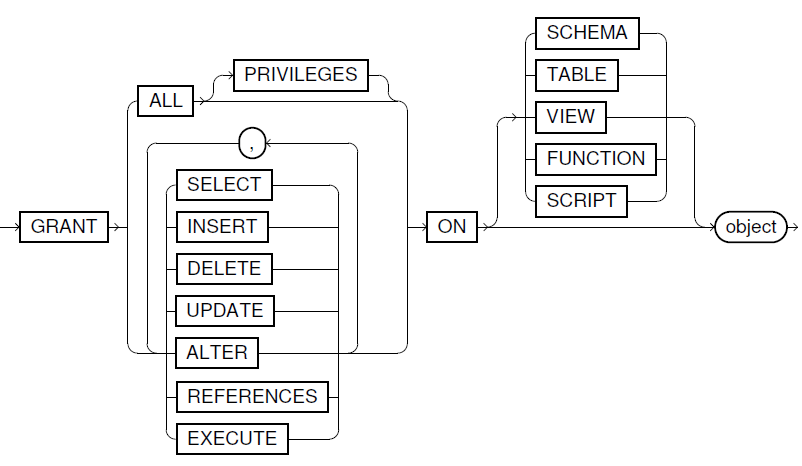 GRANT
ALL
PRIVILEGES
,
SELECT
INSERT
DELETE
UPDATE
ALTER
REFERENCES
EXECUTE
ON
SCHEMA
TABLE
VIEW
FUNCTION
SCRIPT
object